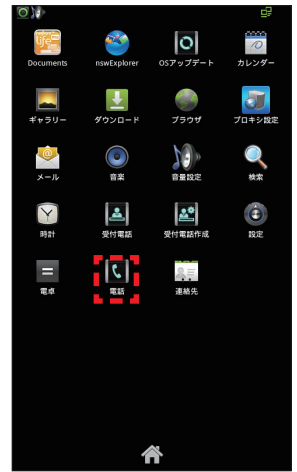 Documents
nswExplorer
OSアップデート
カレンダー
ギャラリー
ダウンロード
ブラウザ
プロキシ設定
メール
音楽
音量設定
検索
時計
受付電話
受付電話作成
設定
電卓
電話
連絡先